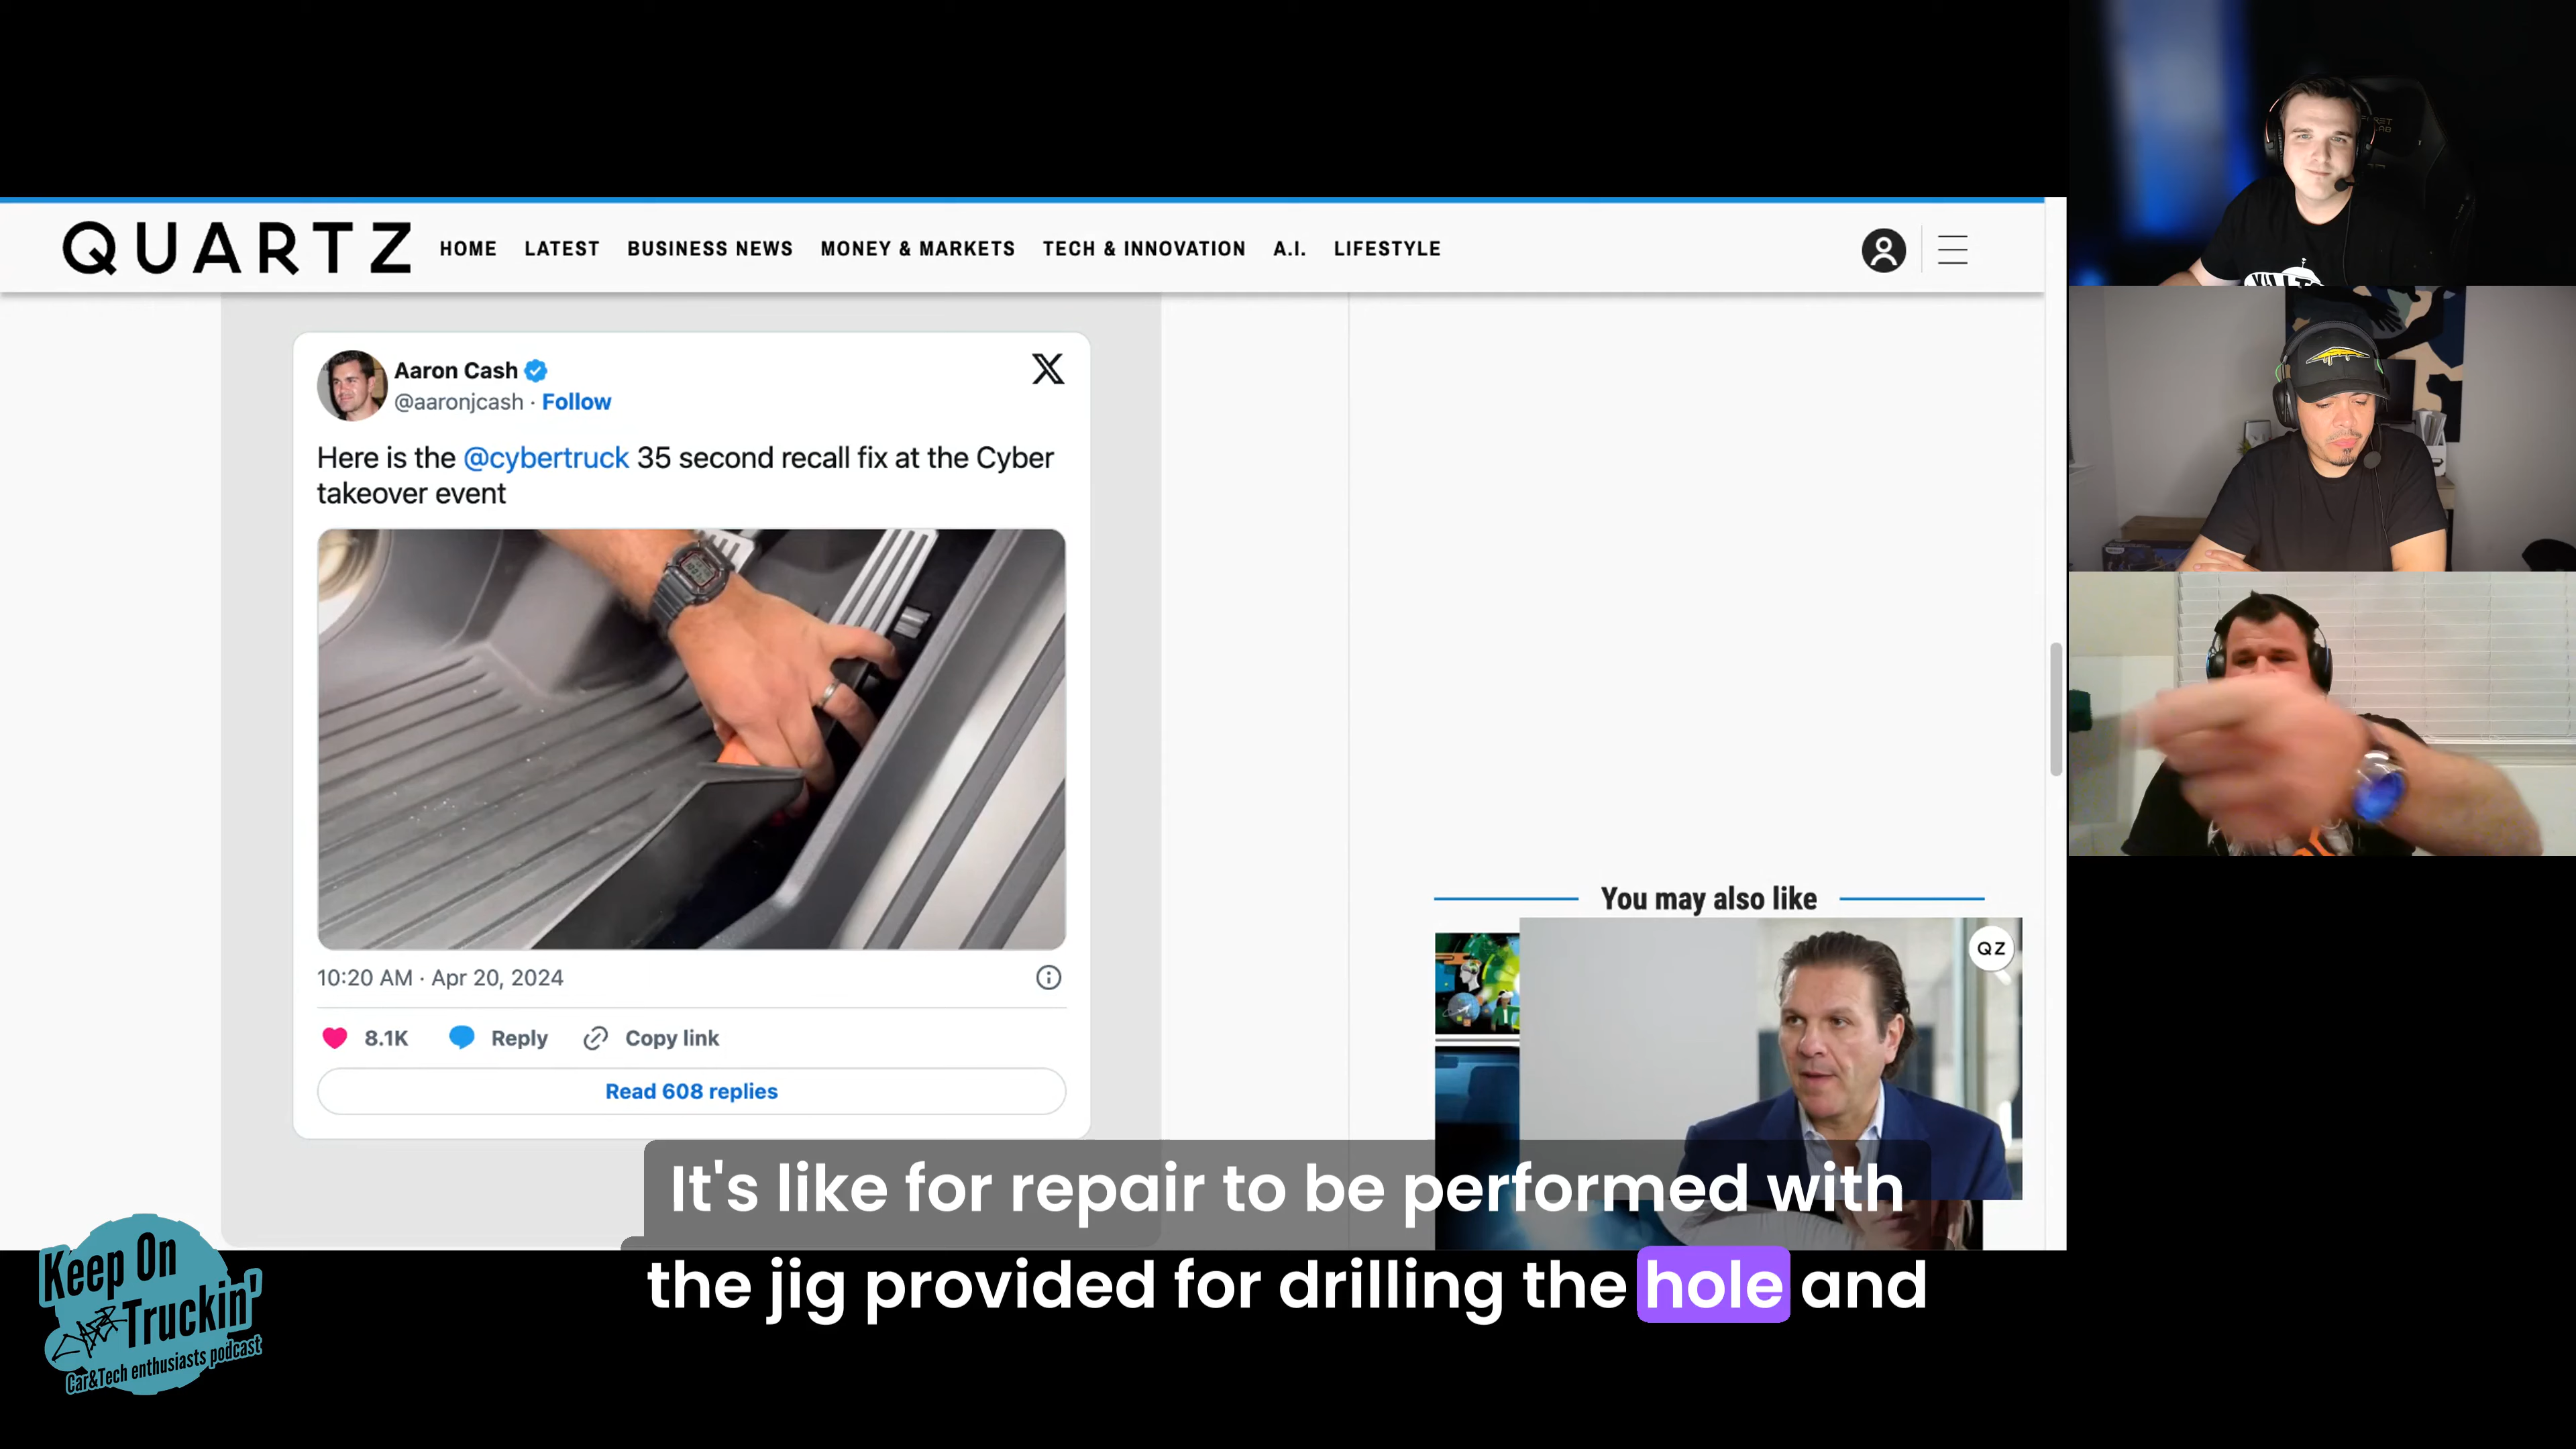 QUARTZ HOME LATEST BUSINESS NEWS MONEY & MARKETS TECH & INNOVATION A.I. LIFESTYLE
Aaron Cash
@aaronjcash · Follow
Here is the @cybertruck 35 second recall fix at the Cyber
takeover event
10:20 AM · Apr 20, 2024
8.1K Reply Copy link
Read 608 replies
You may also like
QZ
It's like for repair to be performed with
the jig provided for drilling the hole and
Keep On
Truckin'
Car&Tech enthusiasts podcast